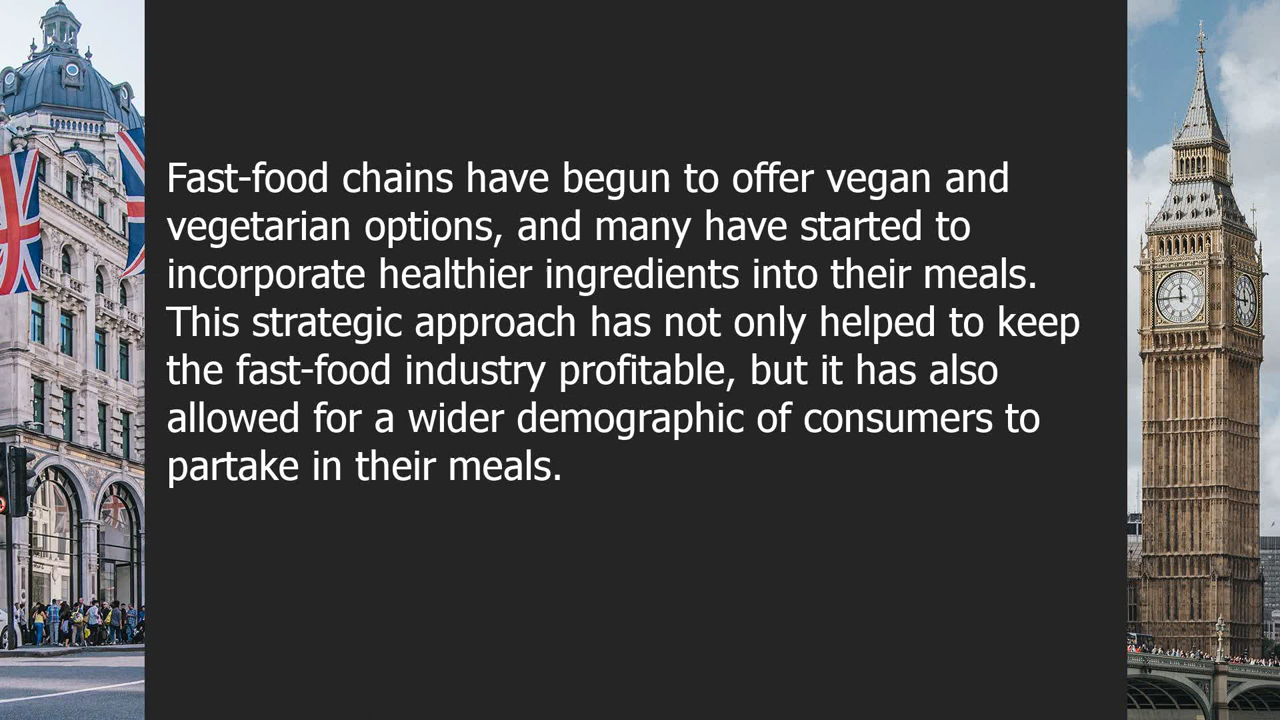 Fast-food chains have begun to offer vegan and
vegetarian options, and many have started to
incorporate healthier ingredients into their meals.
This strategic approach has not only helped to keep
the fast-food industry profitable, but it has also
allowed for a wider demographic of consumers to
partake in their meals.